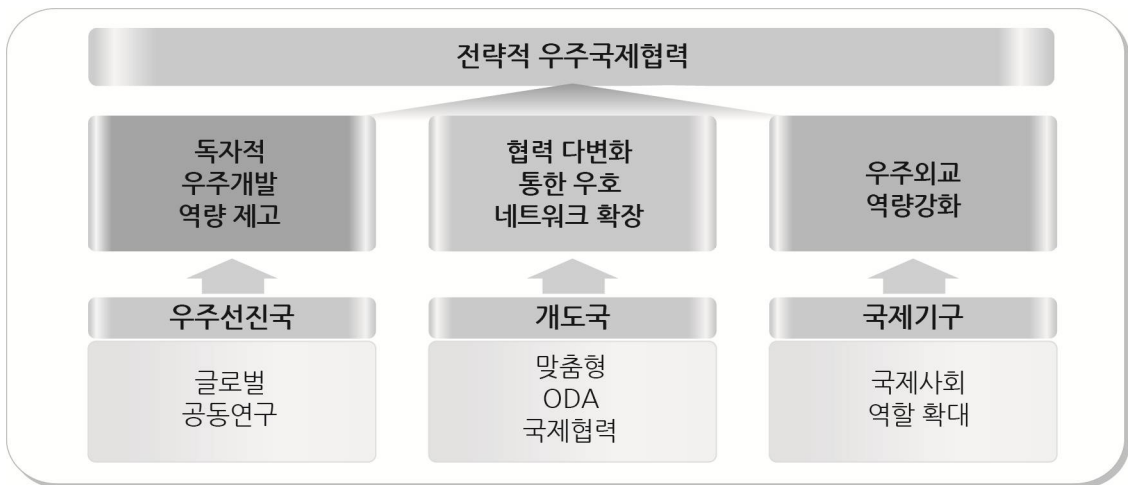 전략적 우주국제협력
독자적
우주개발
역량 제고
협력 다변화
통한 우호
네트워크 확장
우주외교
역량강화
우주선진국
개도국
국제기구
글로벌
공동연구
맞춤형
ODA
국제협력
국제사회
역할 확대